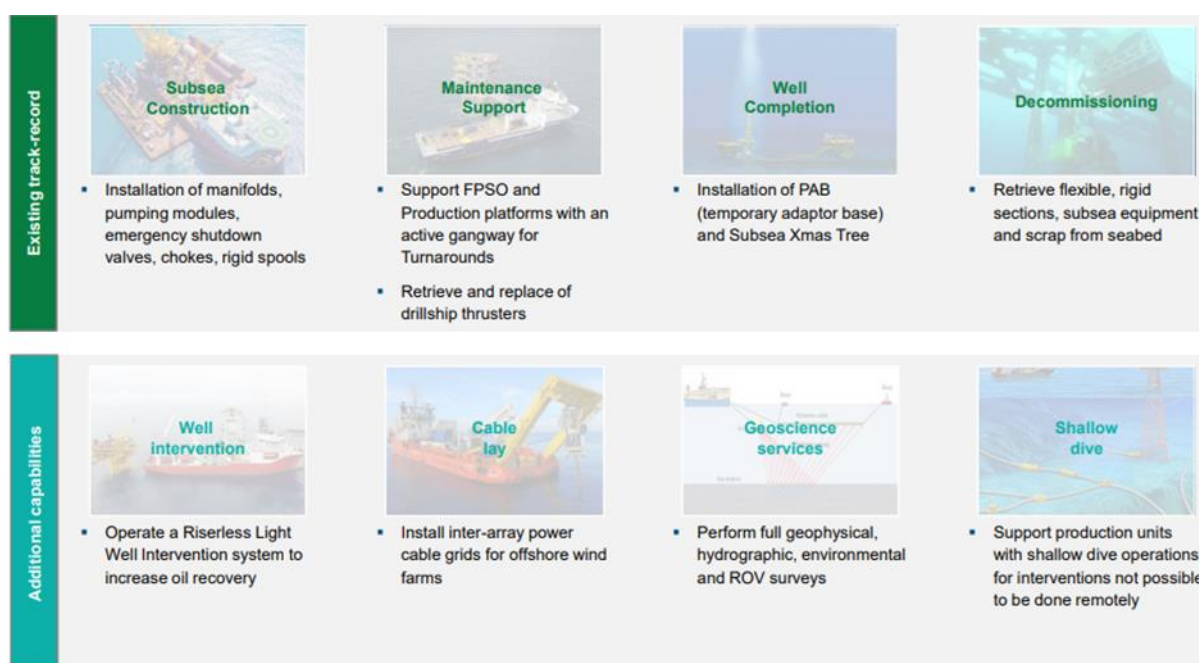 Existing track-record
Subsea
Construction
Installation of manifolds,
pumping modules,
emergency shutdown
valves, chokes, rigid spools
Maintenance
Support
Support FPSO and
Production platforms with an
active gangway for
Turnarounds
Retrieve and replace of
drillship thrusters
Well
Completion
Installation of PAB
(temporary adaptor base)
and Subsea Xmas Tree
Decommissioning
Retrieve flexible, rigid
sections, subsea equipment
and scrap from seabed
Additional capabilities
Well
intervention
Operate a Riserless Light
Well Intervention system to
increase oil recovery
Cable
lay
Install inter-array power
cable grids for offshore wind
farms
Geoscience
services
Perform full geophysical,
hydrographic, environmental
and ROV surveys
Shallow
dive
Support production units
with shallow dive operations
for interventions not possible
to be done remotely